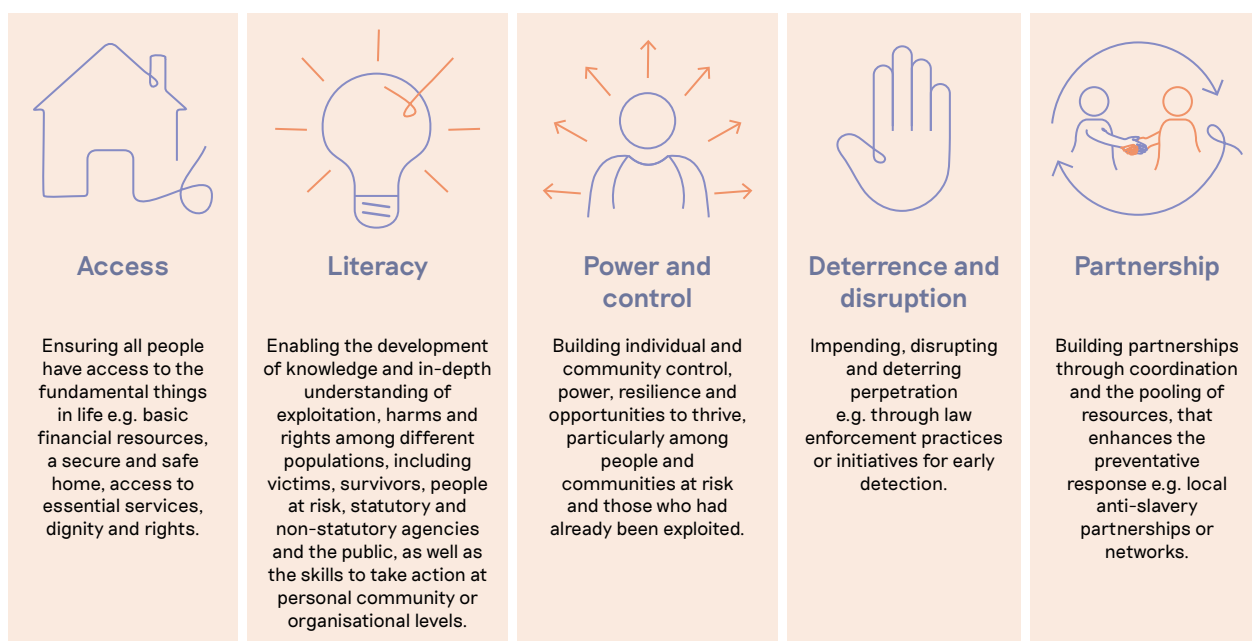 Access
Ensuring all people
have access to the
fundamental things
in life e.g. basic
financial resources,
a secure and safe
home, access to
essential services,
dignity and rights.
Literacy
Enabling the development
of knowledge and in-depth
understanding of
exploitation, harms and
rights among different
populations, including
victims, survivors, people
at risk, statutory and
non-statutory agencies
and the public, as well as
the skills to take action at
personal community or
organisational levels.
Power and
control
Building individual and
community control,
power, resilience and
opportunities to thrive,
particularly among
people and
communities at risk
and those who had
already been exploited.
Deterrence and
disruption
Impending, disrupting
and deterring
perpetration
e.g. through law
enforcement practices
or initiatives for early
detection.
Partnership
Building partnerships
through coordination
and the pooling of
resources, that
enhances the
preventative
response e.g. local
anti-slavery
partnerships or
networks.